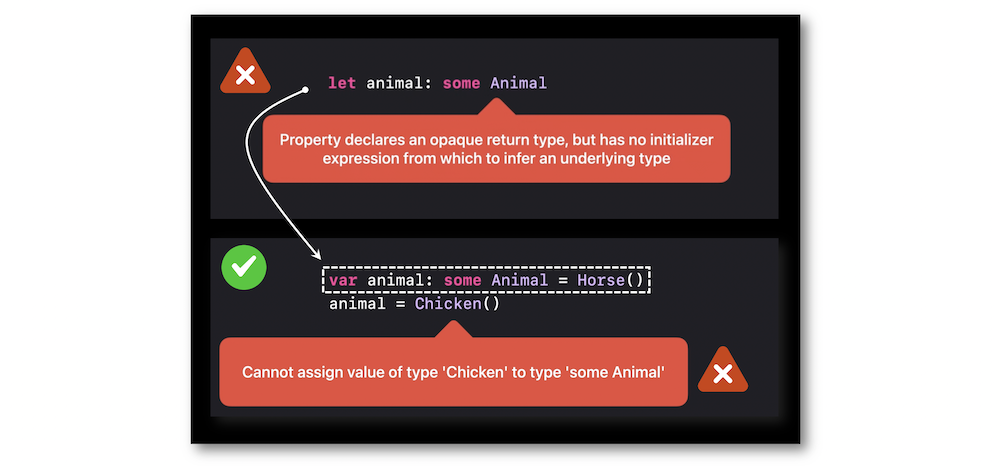 let animal: some Animal
Property declares an opaque return type, but has no initializer
expression from which to infer an underlying type
var animal: some Animal = Horse()
animal = Chicken()
Cannot assign value of type 'Chicken' to type 'some Animal'